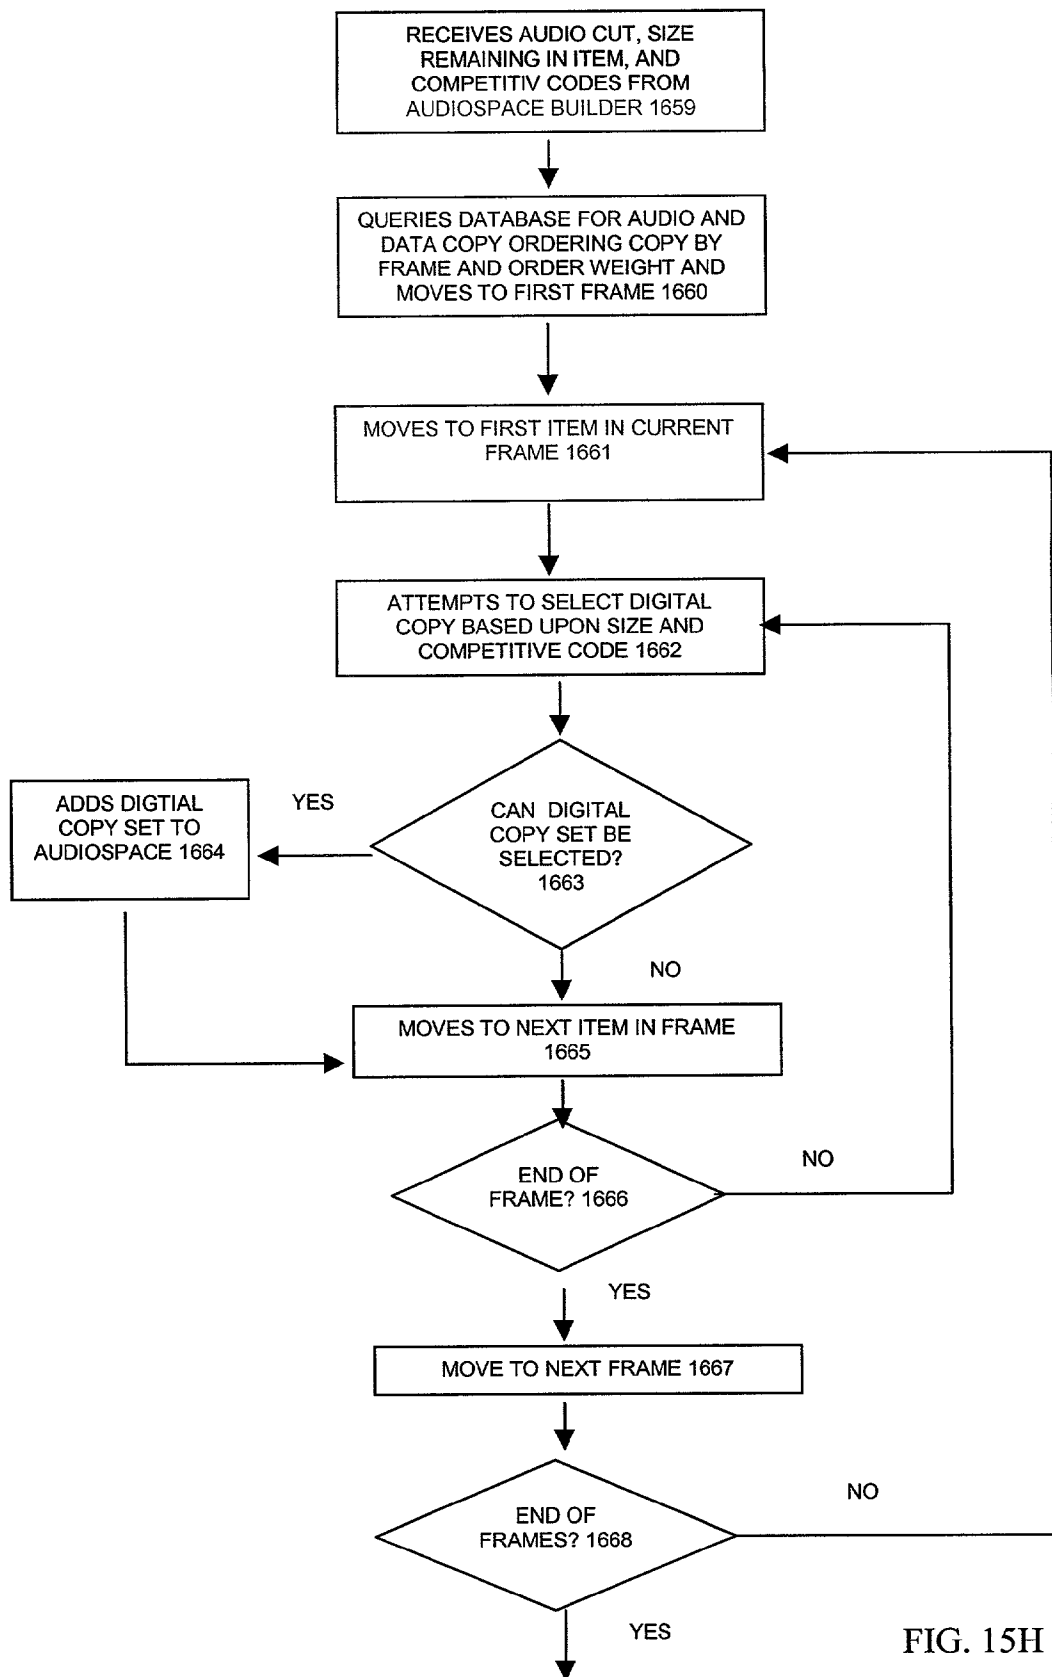 RECEIVES AUDIO CUT, SIZE
REMAINING IN ITEM, AND
COMPETITIV CODES FROM
AUDIOSPACE BUILDER 1659
QUERIES DATABASE FOR AUDIO AND
DATA COPY ORDERING COPY BY
FRAME AND ORDER WEIGHT AND
MOVES TO FIRST FRAME 1660
MOVES TO FIRST ITEM IN CURRENT
FRAME 1661
ATTEMPTS TO SELECT DIGITAL
COPY BASED UPON SIZE AND
COMPETITIVE CODE 1662
CAN DIGITAL
COPY SET BE
SELECTED?
1663
YES
ADDS DIGTIAL
COPY SET TO
AUDIOSPACE 1664
NO
MOVES TO NEXT ITEM IN FRAME
1665
END OF
FRAME? 1666
NO
YES
MOVE TO NEXT FRAME 1667
END OF
FRAMES? 1668
NO
YES
FIG. 15H